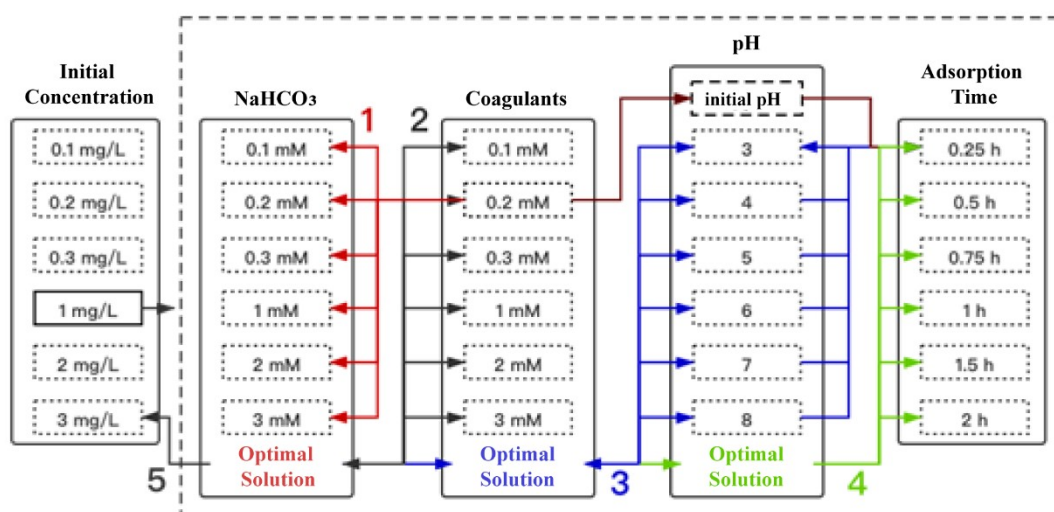 Initial
Concentration
0.1 mg/L
0.2 mg/L
0.3 mg/L
1 mg/L
2 mg/L
3 mg/L
5
NaHCO₃
1
0.1 mM
0.2 mM
0.3 mM
1 mM
2 mM
3 mM
Optimal
Solution
2
Coagulants
0.1 mM
0.2 mM
0.3 mM
1 mM
2 mM
3 mM
Optimal
Solution
3
pH
initial pH
3
4
5
6
7
8
Optimal
Solution
4
Adsorption
Time
0.25 h
0.5 h
0.75 h
1 h
1.5 h
2 h